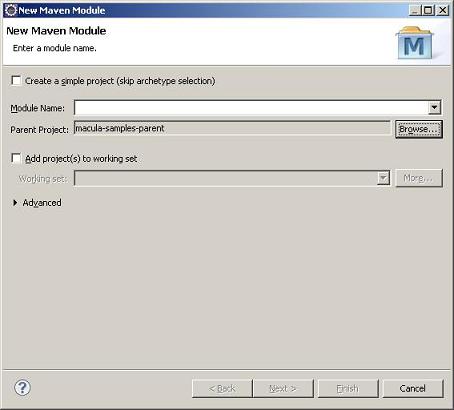 New Maven Module
New Maven Module
Enter a module name.
M
Create a simple project (skip archetype selection)
Module Name:
Parent Project: macula-samples-parent Browse...
Add project(s) to working set
Working set: More...
Advanced
? < Back Next > Finish Cancel